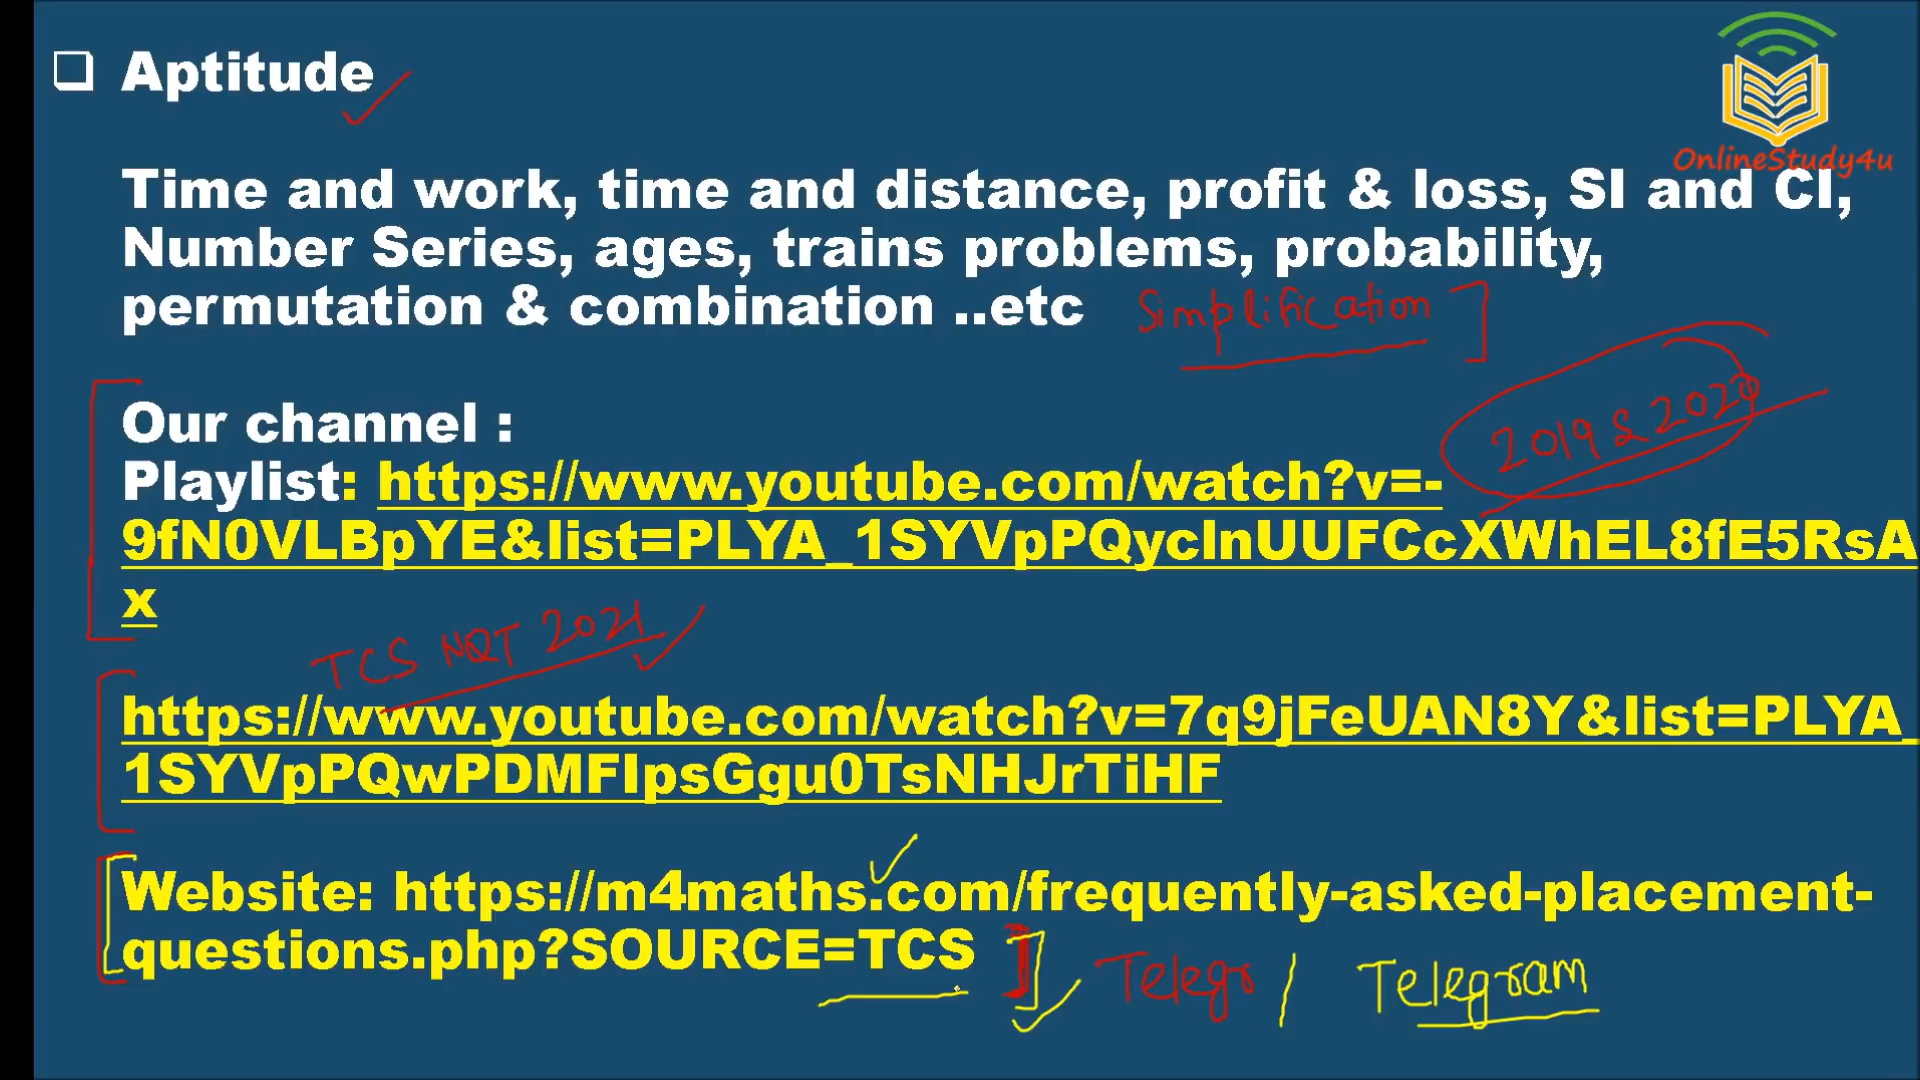 ❑ Aptitude
OnlineStudy4u
Time and work, time and distance, profit & loss, SI and CI,
Number Series, ages, trains problems, probability,
permutation & combination ..etc Simplification
Our channel :
2019 & 2020
Playlist: https://www.youtube.com/watch?v=-
9fN0VLBpYE&list=PLYA_1SYVpPQycInUUFCcXWhEL8fE5RsA
x
TCS NQT 2021
https://www.youtube.com/watch?v=7q9jFeUAN8Y&list=PLYA_
1SYVpPQwPDMFIpsGgu0TsNHJrTiHF
Website: https://m4maths.com/frequently-asked-placement-
questions.php?SOURCE=TCS
Telegr / Telegram